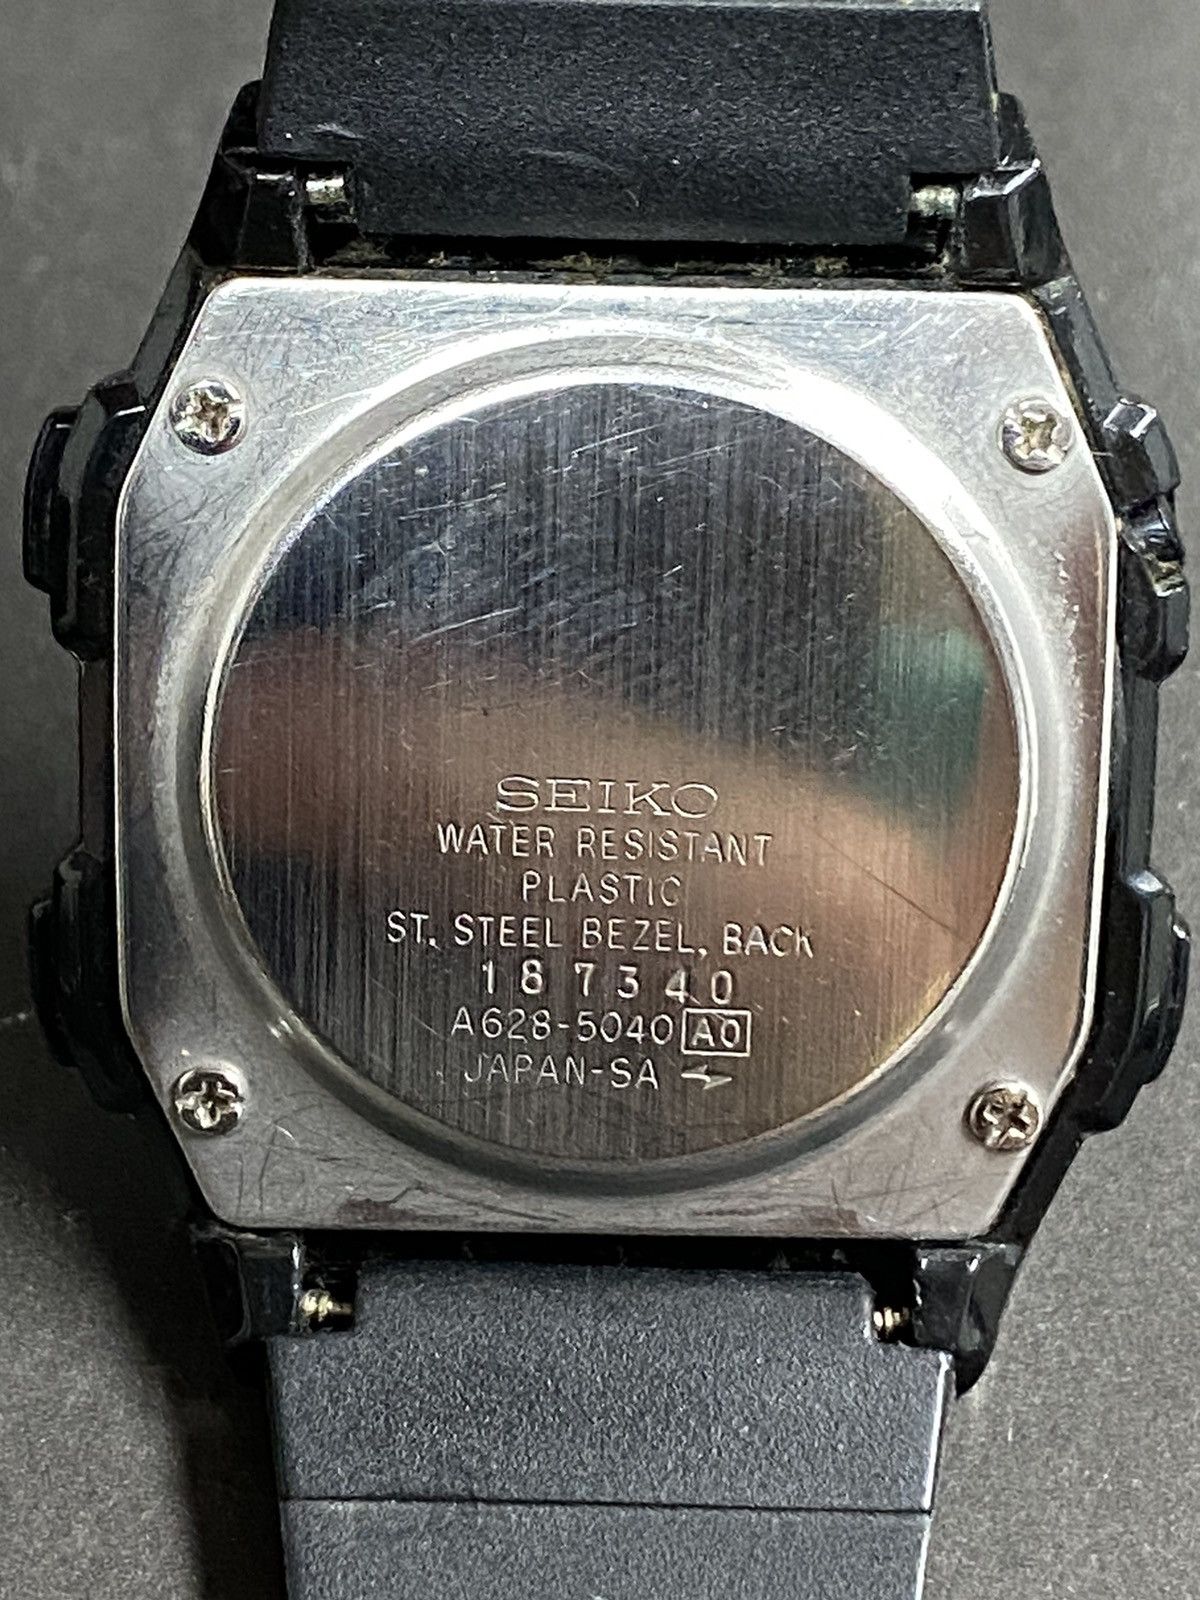 SEIKO
WATER RESISTANT
PLASTIC
ST. STEEL BEZEL, BACK
187340
A628-5040 A0
JAPAN-SA